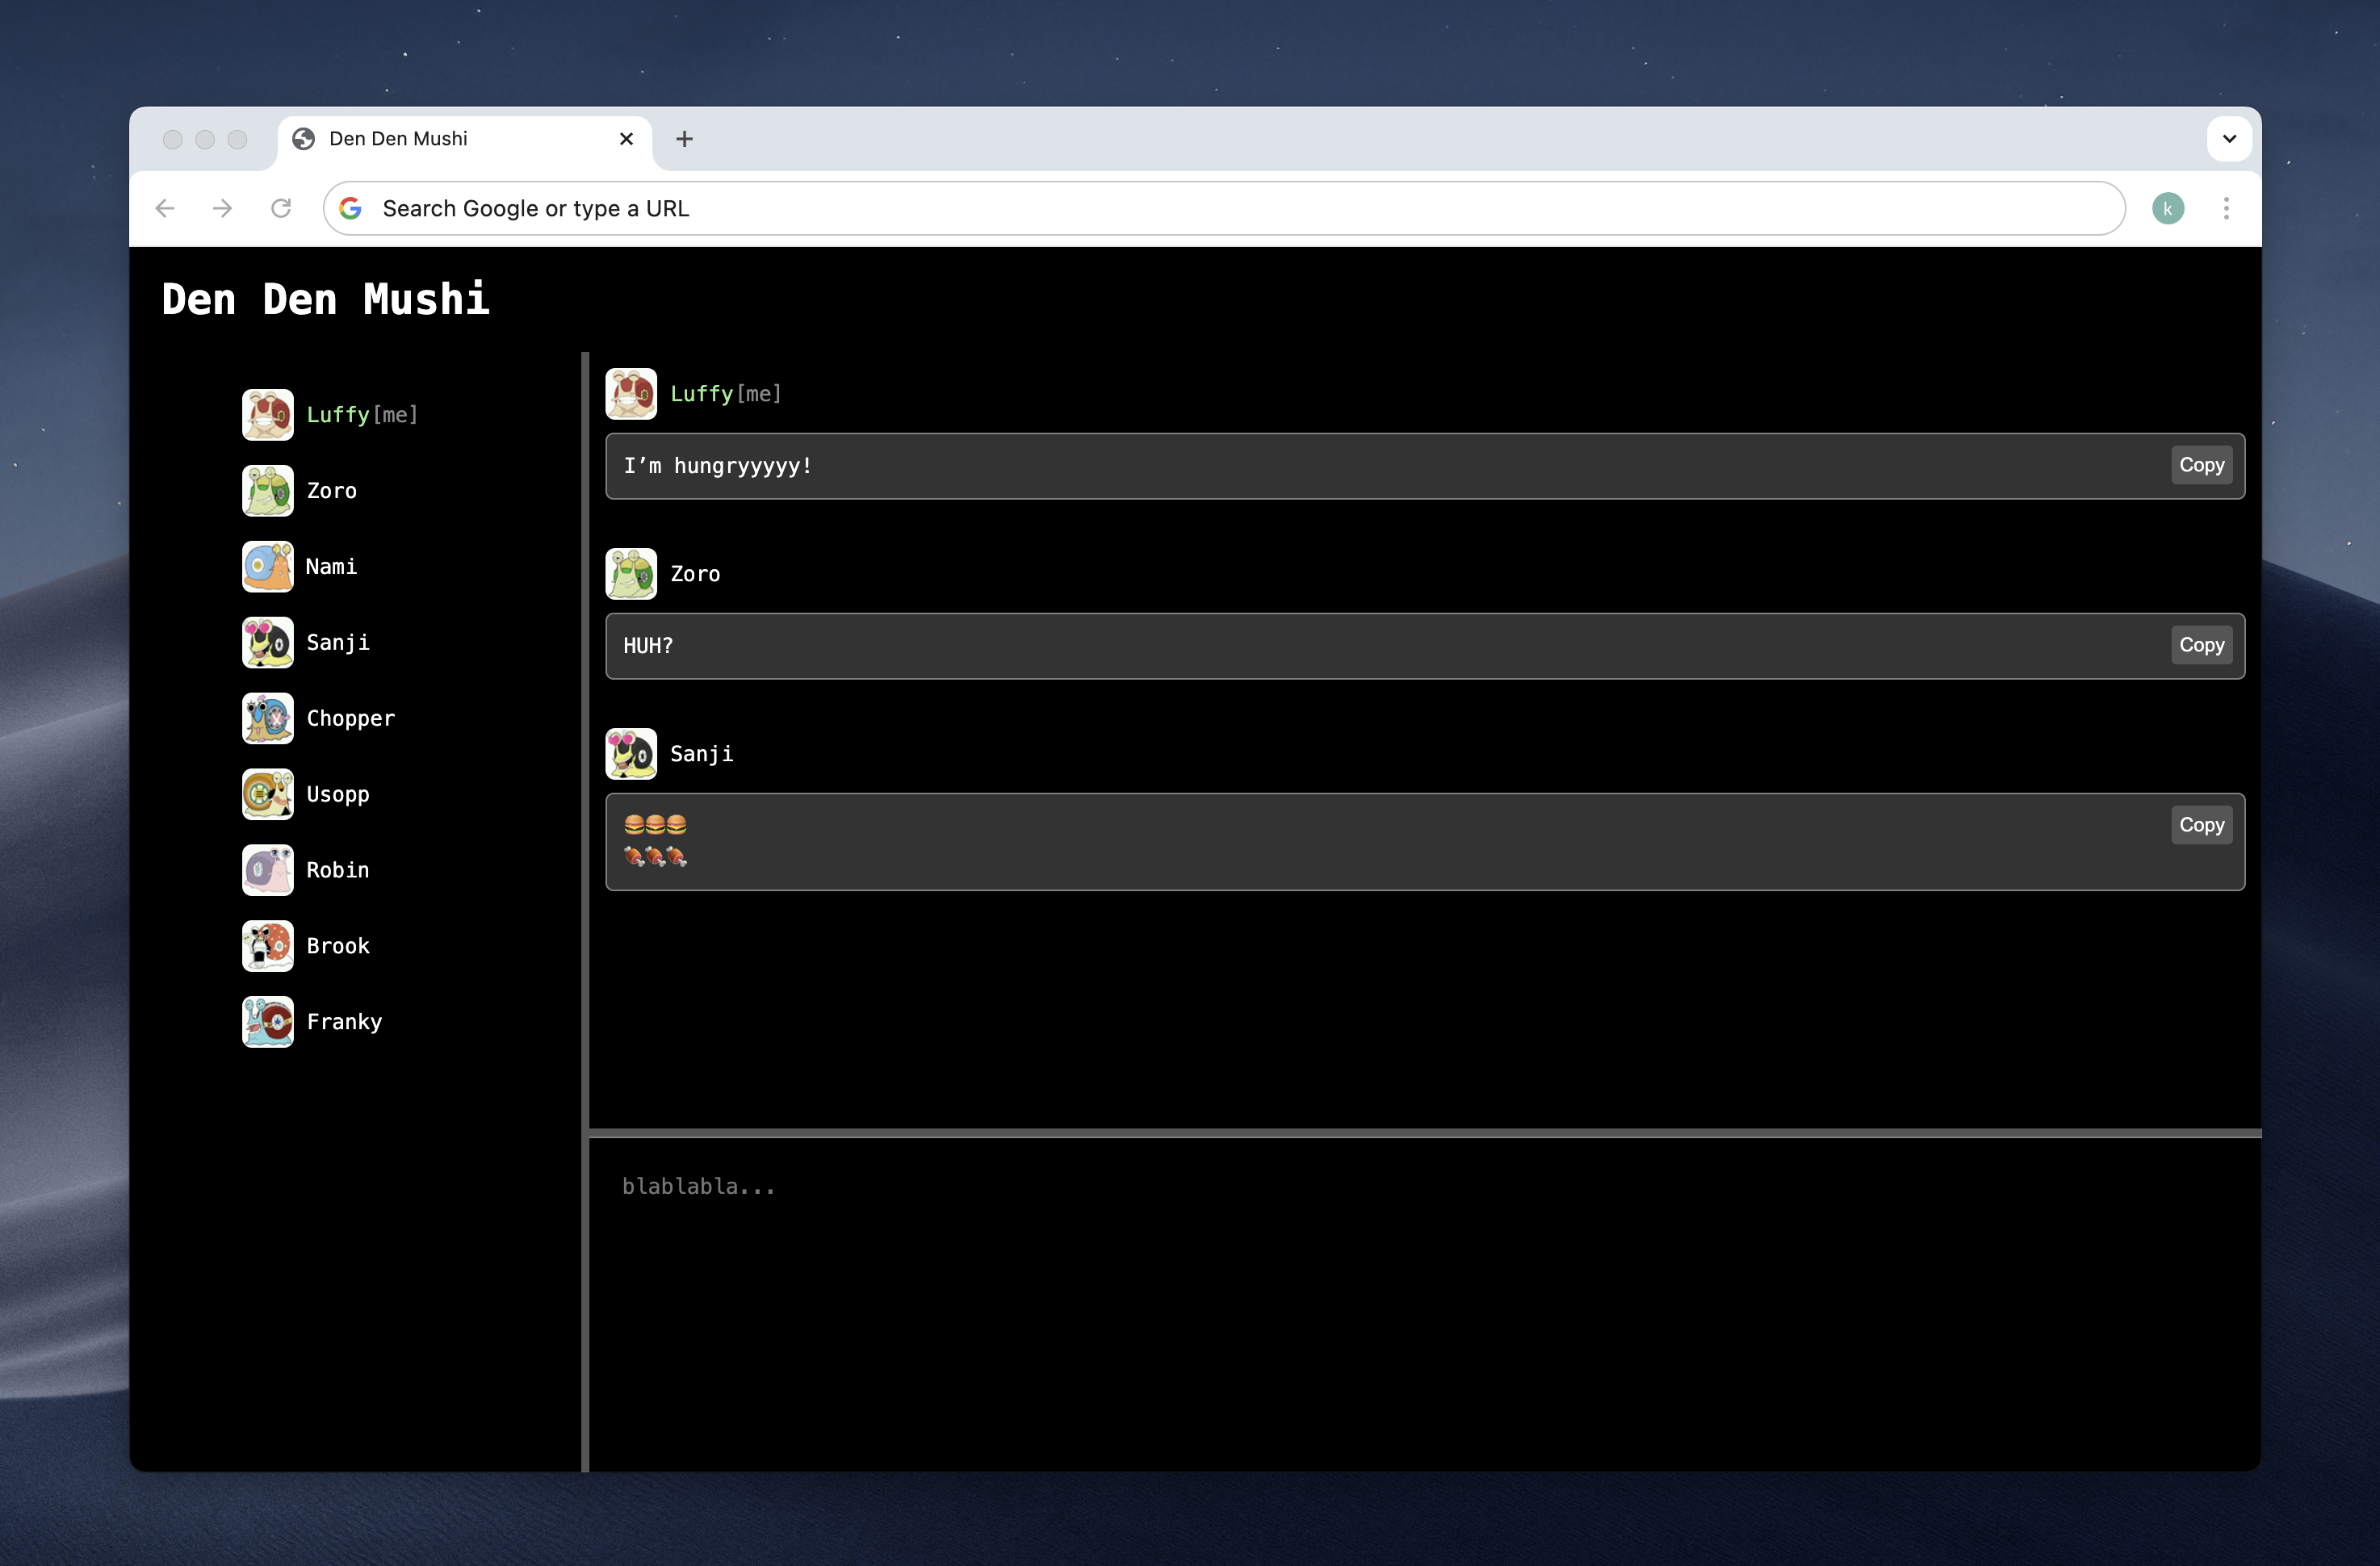 Den Den Mushi
Search Google or type a URL
k
Den Den Mushi
Luffy[me]
Zoro
Nami
Sanji
Chopper
Usopp
Robin
Brook
Franky
Luffy[me]
I’m hungryyyyy!
Copy
Zoro
HUH?
Copy
Sanji
🍔🍔🍔
🍖🍖🍖
Copy
blablabla...